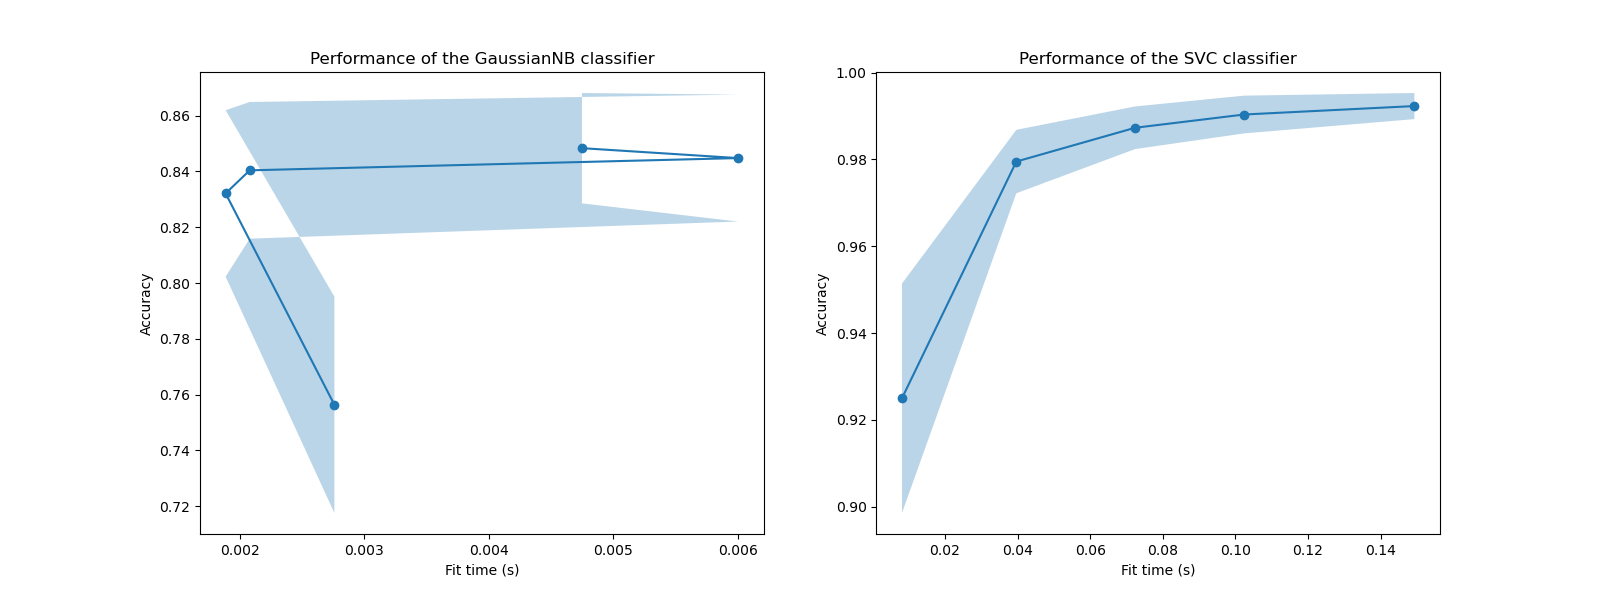 Performance of the GaussianNB classifier
0.86
0.84
0.82
0.80
0.78
0.76
0.74
0.72
Accuracy
0.002 0.003 0.004 0.005 0.006
Fit time (s)
Performance of the SVC classifier
1.00
0.98
0.96
0.94
0.92
0.90
Accuracy
0.02 0.04 0.06 0.08 0.10 0.12 0.14
Fit time (s)